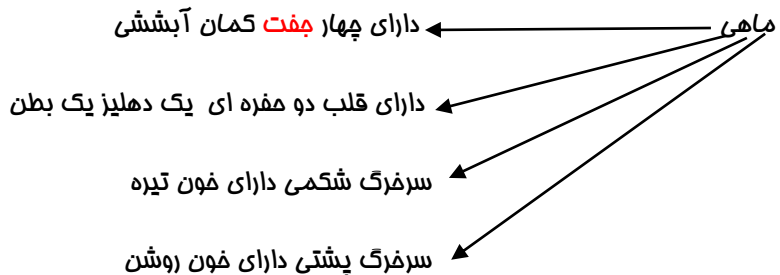 ماهی
دارای چهار جفت کمان آبششی
دارای قلب دو حفره ای یک دهلیز یک بطن
سرخرگ شکمی دارای خون تیره
سرخرگ پشتی دارای خون روشن